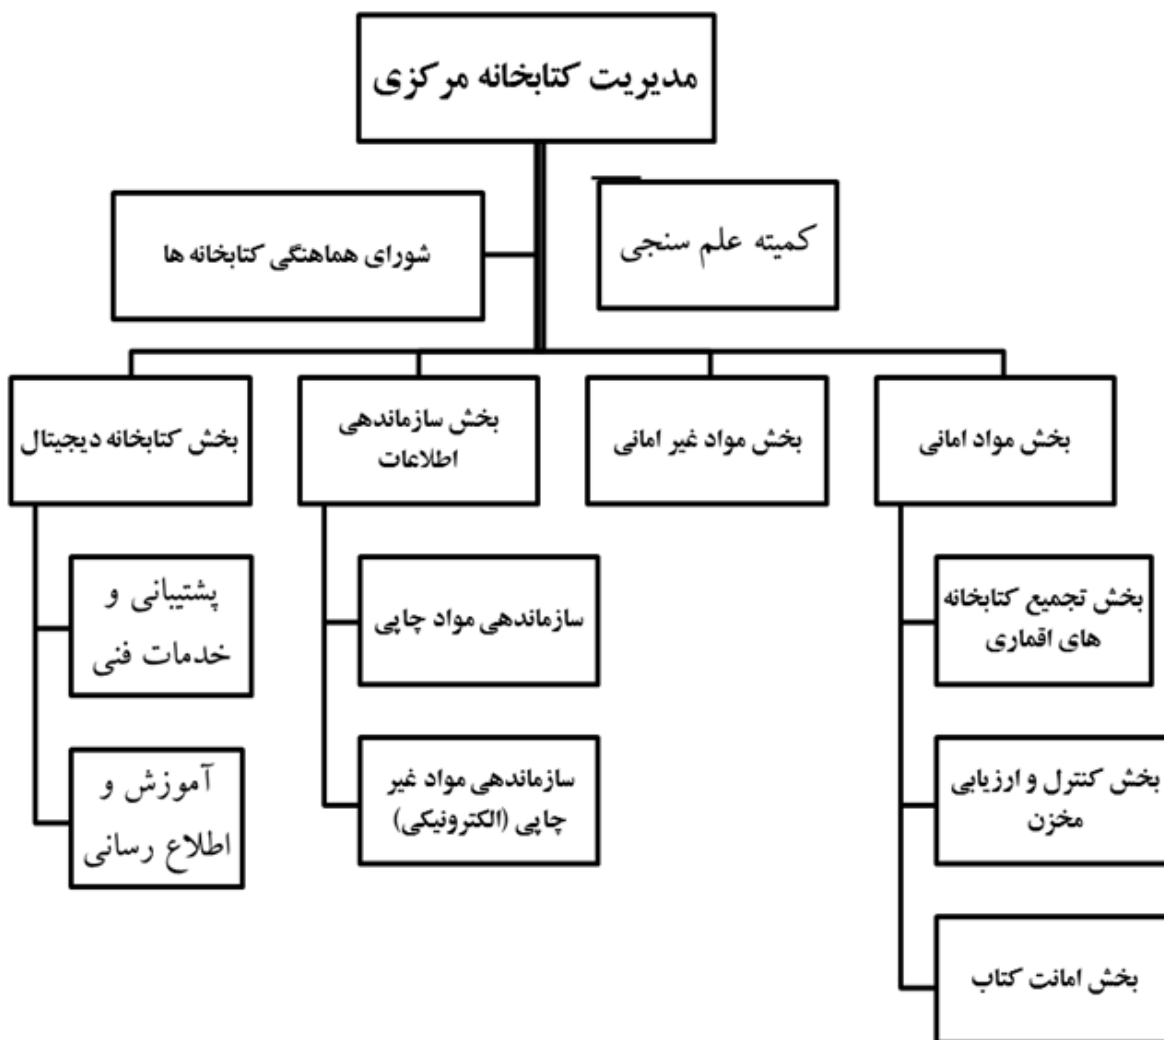 مدیریت کتابخانه مرکزی
کمیته علم سنجی
شورای هماهنگی کتابخانه ها
بخش مواد امانی
بخش مواد غیر امانی
بخش سازماندهی
اطلاعات
بخش کتابخانه دیجیتال
بخش تجمیع کتابخانه
های اقماری
سازماندهی مواد چاپی
پشتیبانی و
خدمات فنی
بخش کنترل و ارزیابی
مخزن
سازماندهی مواد غیر
چاپی (الکترونیکی)
آموزش و
اطلاع رسانی
بخش امانت کتاب